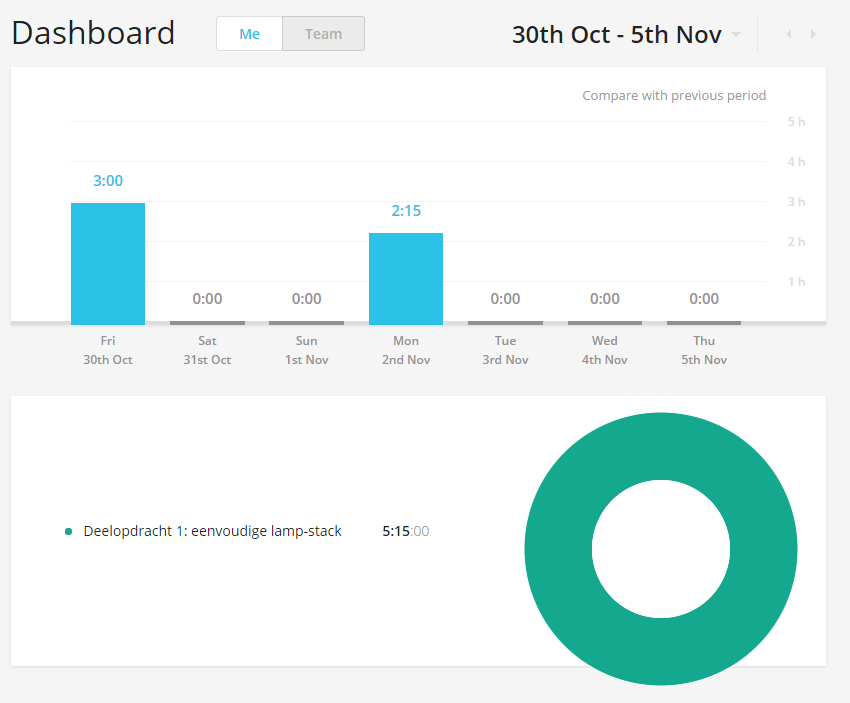 Dashboard Me Team 30th Oct - 5th Nov
Compare with previous period
5 h
4 h
3:00
3 h
2:15
2 h
1 h
0:00 0:00 0:00 0:00 0:00
Fri Sat Sun Mon Tue Wed Thu
30th Oct 31st Oct 1st Nov 2nd Nov 3rd Nov 4th Nov 5th Nov
Deelopdracht 1: eenvoudige lamp-stack 5:15:00